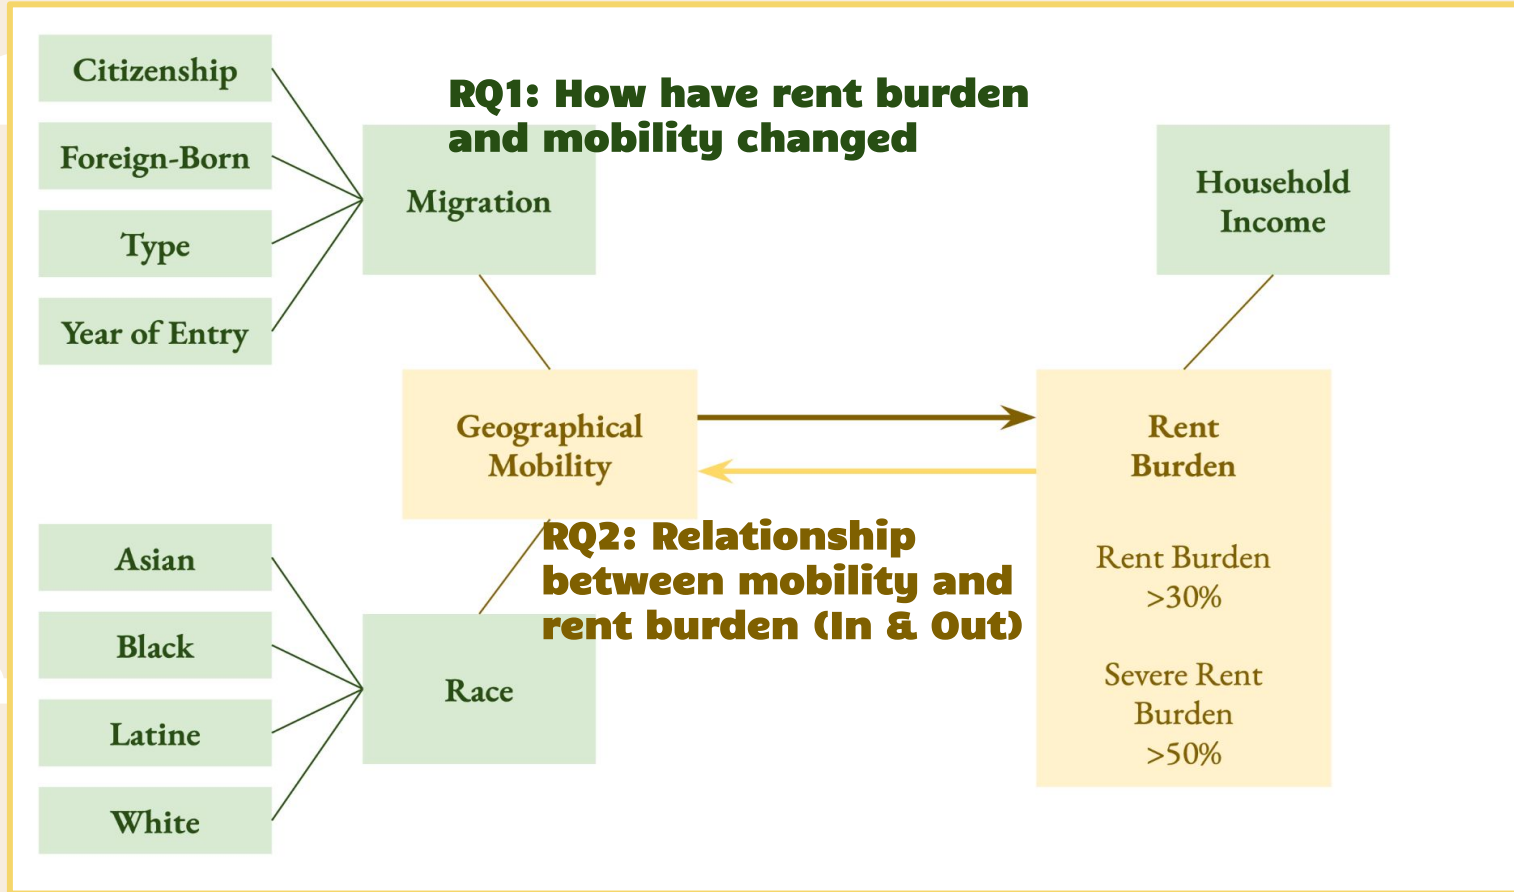 Citizenship
Foreign-Born
Type
Year of Entry
RQ1: How have rent burden
and mobility changed
Migration
Household
Income
Geographical
Mobility
Rent
Burden
Rent Burden
>30%
Severe Rent
Burden
>50%
RQ2: Relationship
between mobility and
rent burden (In & Out)
Asian
Black
Latine
White
Race